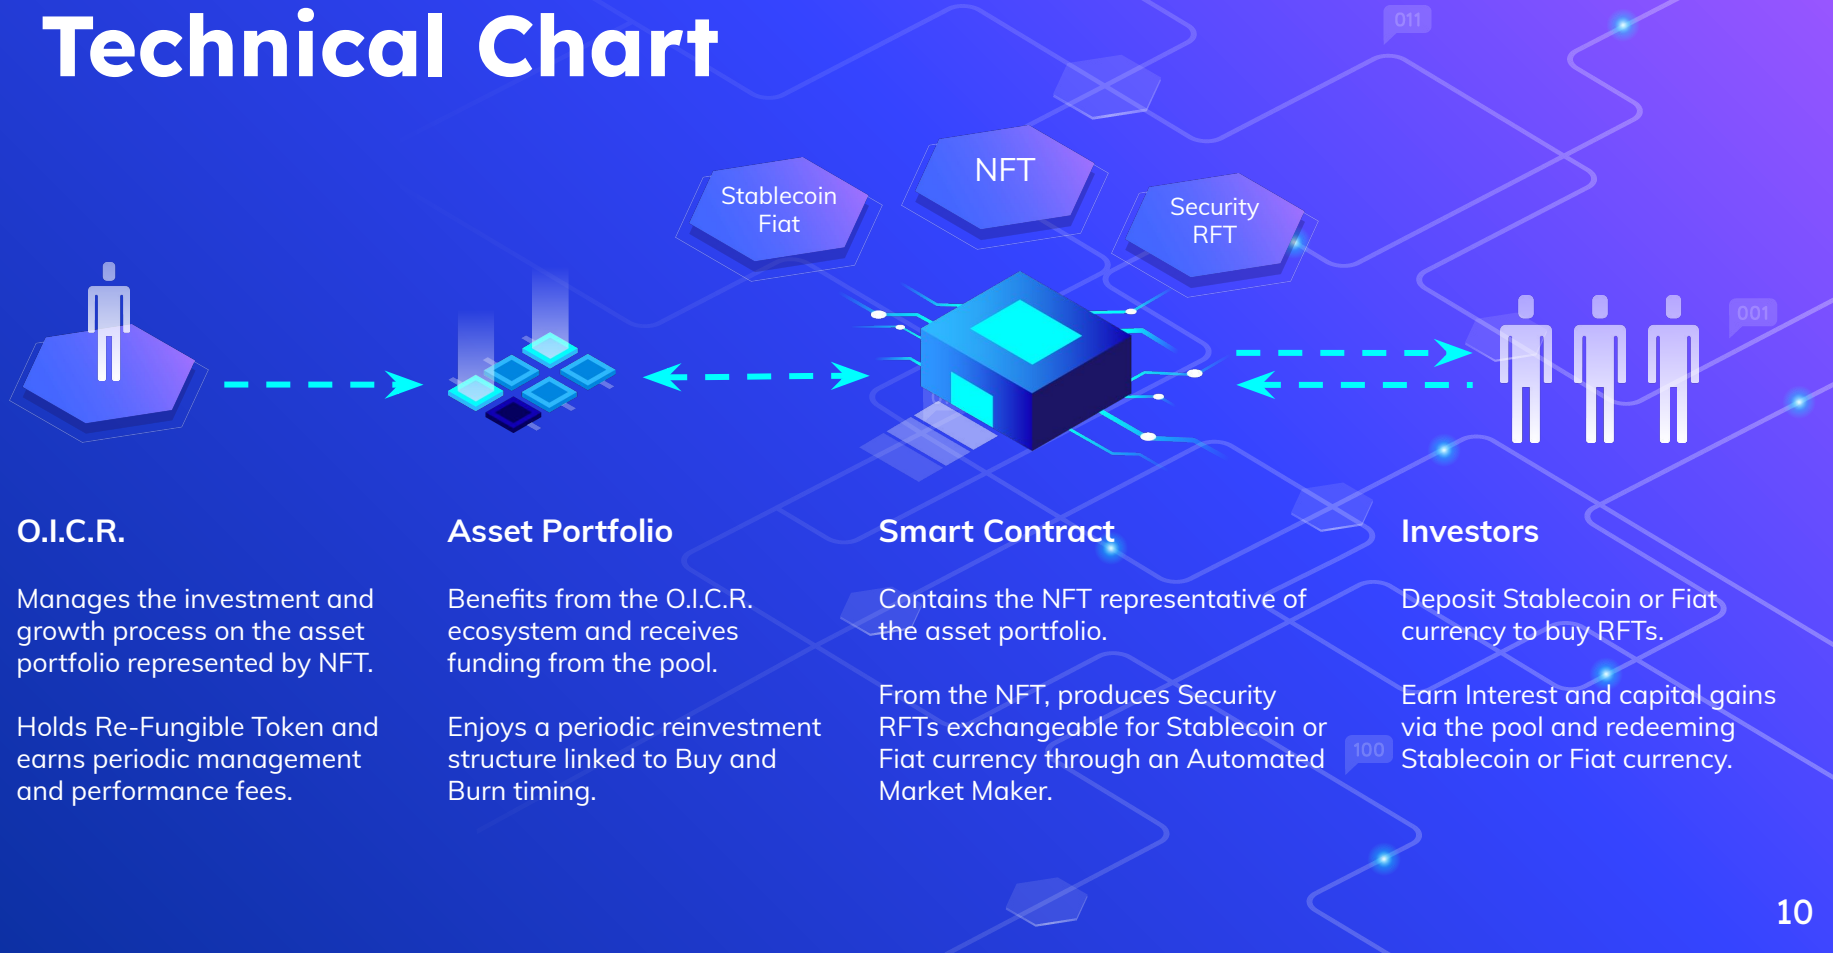 Technical Chart
011
NFT
Stablecoin
Fiat
Security
RFT
001
O.I.C.R.
Manages the investment and
growth process on the asset
portfolio represented by NFT.
Holds Re-Fungible Token and
earns periodic management
and performance fees.
Asset Portfolio
Benefits from the O.I.C.R.
ecosystem and receives
funding from the pool.
Enjoys a periodic reinvestment
structure linked to Buy and
Burn timing.
Smart Contract
Contains the NFT representative of
the asset portfolio.
From the NFT, produces Security
RFTs exchangeable for Stablecoin or
Fiat currency through an Automated
Market Maker.
100
Investors
Deposit Stablecoin or Fiat
currency to buy RFTs.
Earn Interest and capital gains
via the pool and redeeming
Stablecoin or Fiat currency.
10